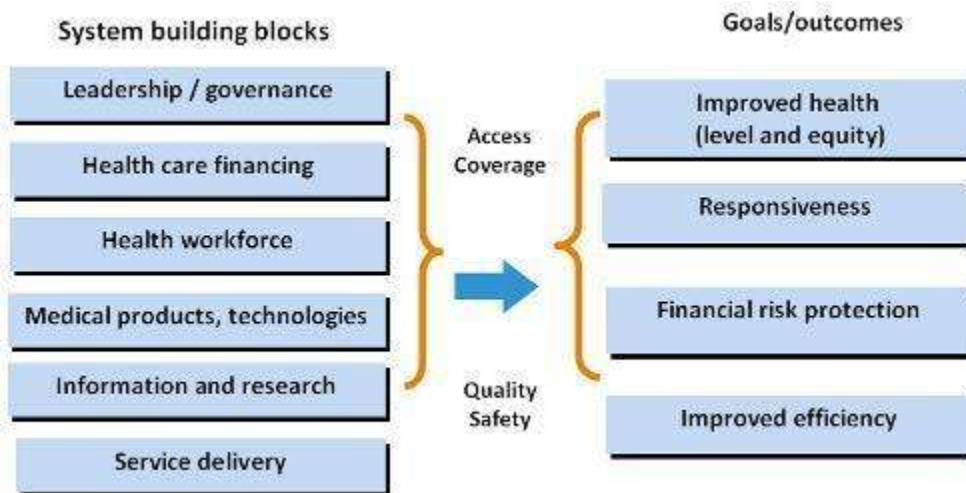 System building blocks
Leadership / governance
Health care financing
Health workforce
Medical products, technologies
Information and research
Service delivery
Access
Coverage
Quality
Safety
Goals/outcomes
Improved health
(level and equity)
Responsiveness
Financial risk protection
Improved efficiency